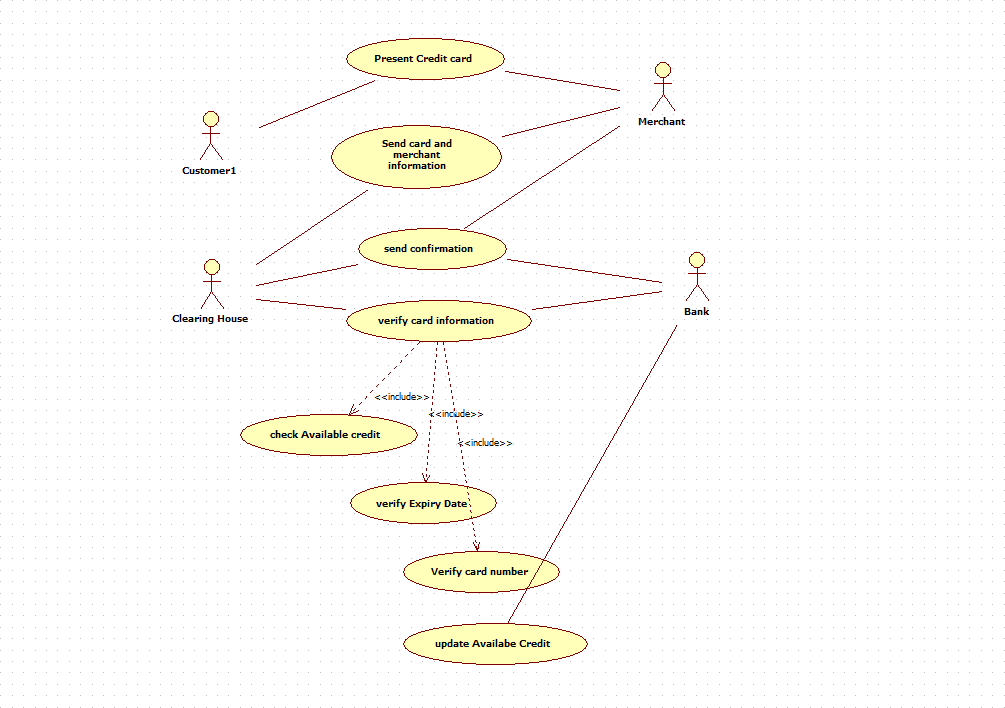 Present Credit card
Merchant
Send card and
merchant
information
Customer1
send confirmation
Bank
Clearing House
verify card information
<<include>>
<<include>>
<<include>>
check Available credit
verify Expiry Date
Verify card number
update Availabe Credit